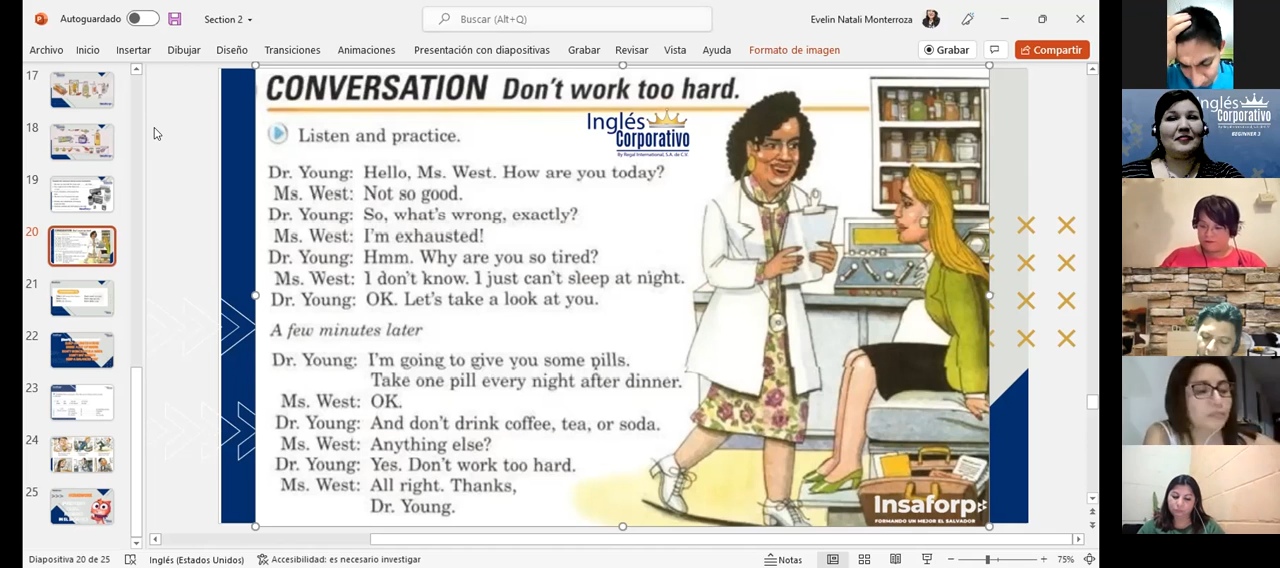 Autoguardado
Section 2
Buscar (Alt+Q)
Evelin Natali Monterroza
Archivo
Inicio
Insertar
Dibujar
Diseño
Transiciones
Animaciones
Presentación con diapositivas
Grabar
Revisar
Vista
Ayuda
Formato de imagen
Grabar
Compartir
17
18
19
20
21
22
23
24
25
CONVERSATION Don't work too hard.
Inglés
Corporativo
By Regal International, S.A. de C.V.
Listen and practice.
Dr. Young: Hello, Ms. West. How are you today?
Ms. West: Not so good.
Dr. Young: So, what's wrong, exactly?
Ms. West: I'm exhausted!
Dr. Young: Hmm. Why are you so tired?
Ms. West: I don't know. I just can't sleep at night.
Dr. Young: OK. Let's take a look at you.
A few minutes later
Dr. Young: I'm going to give you some pills.
Take one pill every night after dinner.
Ms. West: OK.
Dr. Young: And don't drink coffee, tea, or soda.
Ms. West: Anything else?
Dr. Young: Yes. Don't work too hard.
Ms. West: All right. Thanks,
Dr. Young.
Insaforp
FORMANDO UN MEJOR EL SALVADOR
Inglés
Corporativo
BEGINNER 3
Diapositiva 20 de 25
Inglés (Estados Unidos)
Accesibilidad: es necesario investigar
Notas
75%